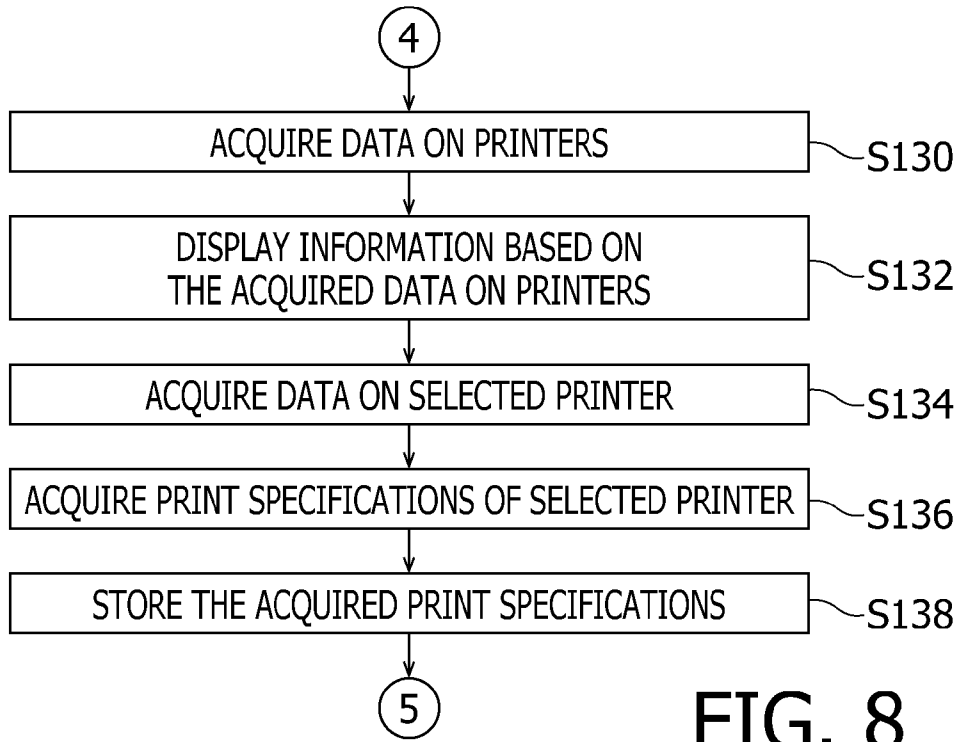 4
ACQUIRE DATA ON PRINTERS
S130
DISPLAY INFORMATION BASED ON
THE ACQUIRED DATA ON PRINTERS
S132
ACQUIRE DATA ON SELECTED PRINTER
S134
ACQUIRE PRINT SPECIFICATIONS OF SELECTED PRINTER
S136
STORE THE ACQUIRED PRINT SPECIFICATIONS
S138
5
FIG. 8